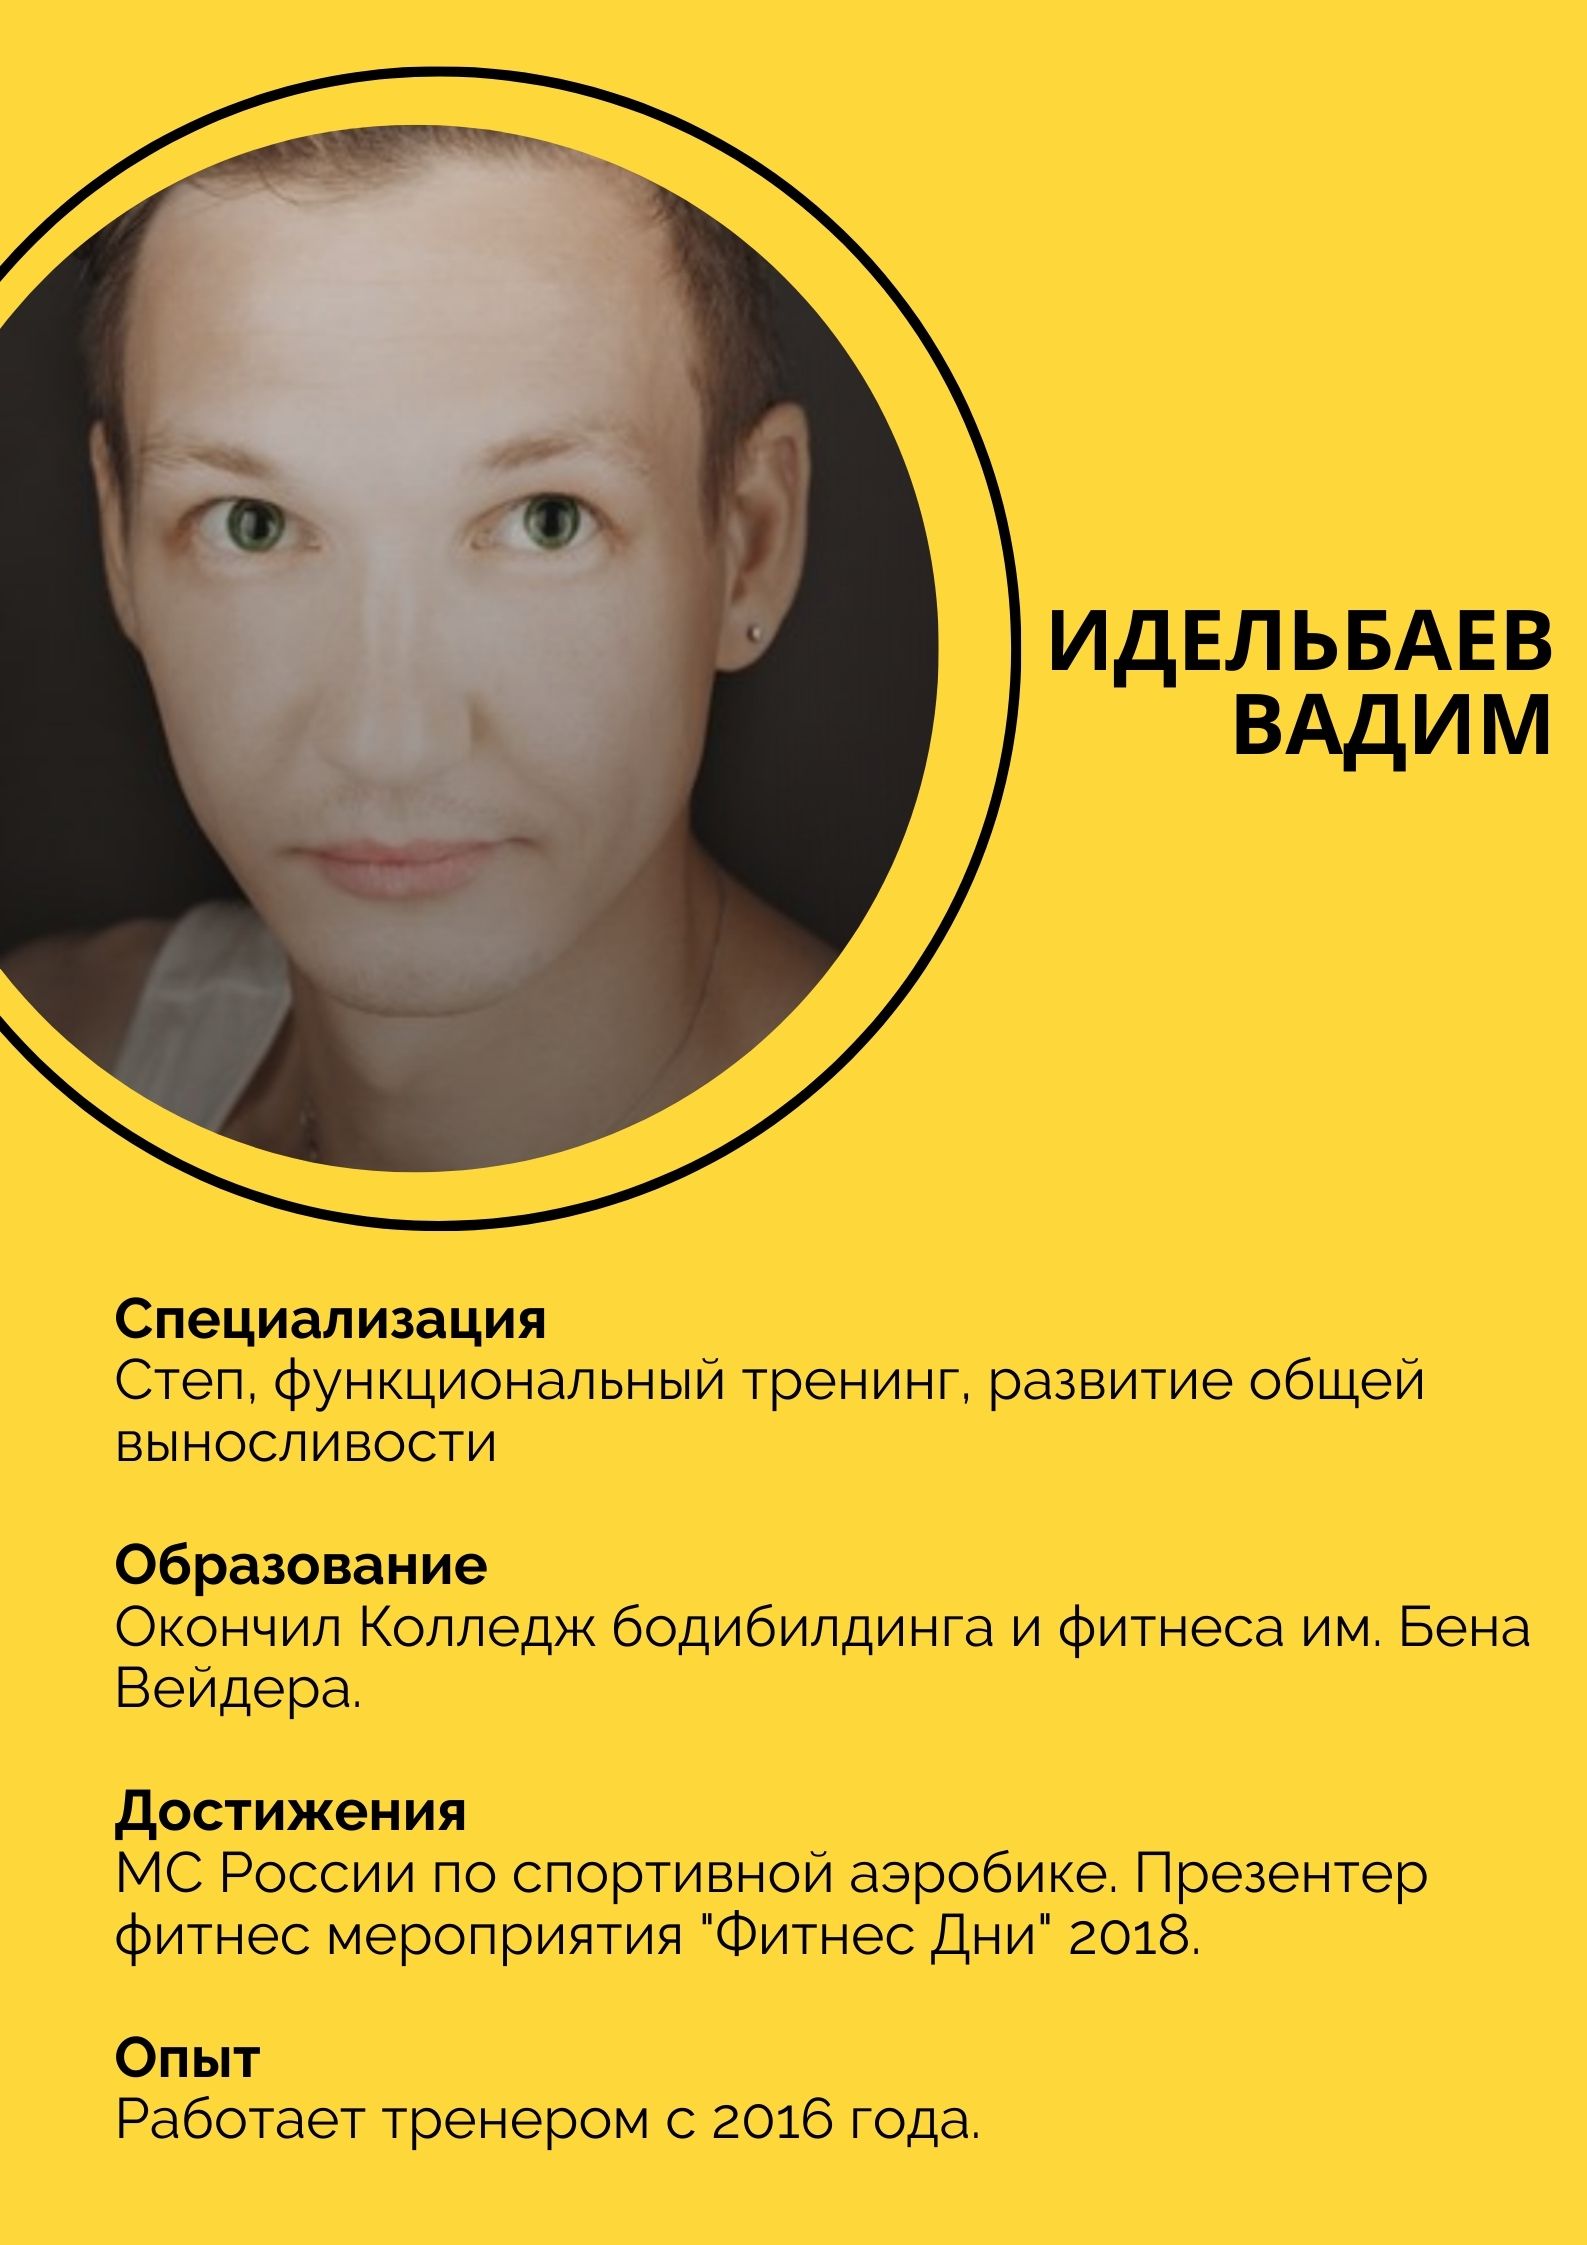 ИДЕЛЬБАЕВ
ВАДИМ
Специализация
Степ, функциональный тренинг, развитие общей
выносливости
Образование
Окончил Колледж бодибилдинга и фитнеса им. Бена
Вейдера.
Достижения
МС России по спортивной аэробике. Презентер
фитнес мероприятия "Фитнес Дни" 2018.
Опыт
Работает тренером с 2016 года.